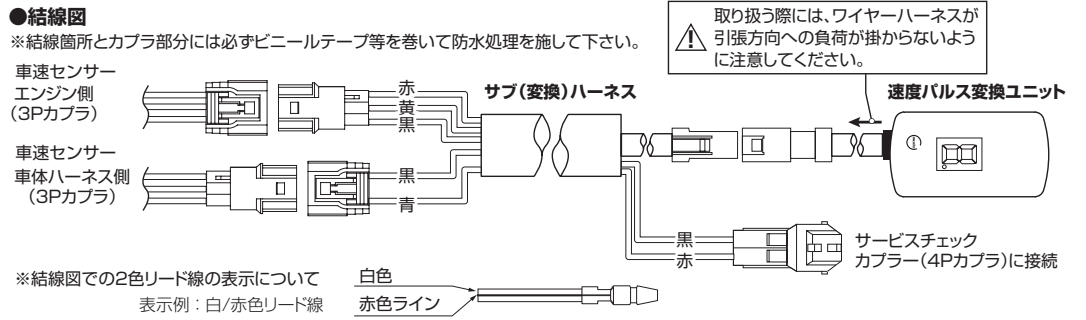 ●結線図
※結線箇所とカプラ部分には必ずビニールテープ等を巻いて防水処理を施して下さい。
取り扱う際には、ワイヤーハーネスが
引張方向への負荷が掛からないよう
に注意してください。
車速センサー
エンジン側
(3Pカプラ)
赤
黄
黒
サブ(変換)ハーネス
速度パルス変換ユニット
車速センサー
車体ハーネス側
(3Pカプラ)
黒
青
黒
赤
サービスチェック
カプラー(4Pカプラ)に接続
※結線図での2色リード線の表示について
表示例:白/赤色リード線
白色
赤色ライン